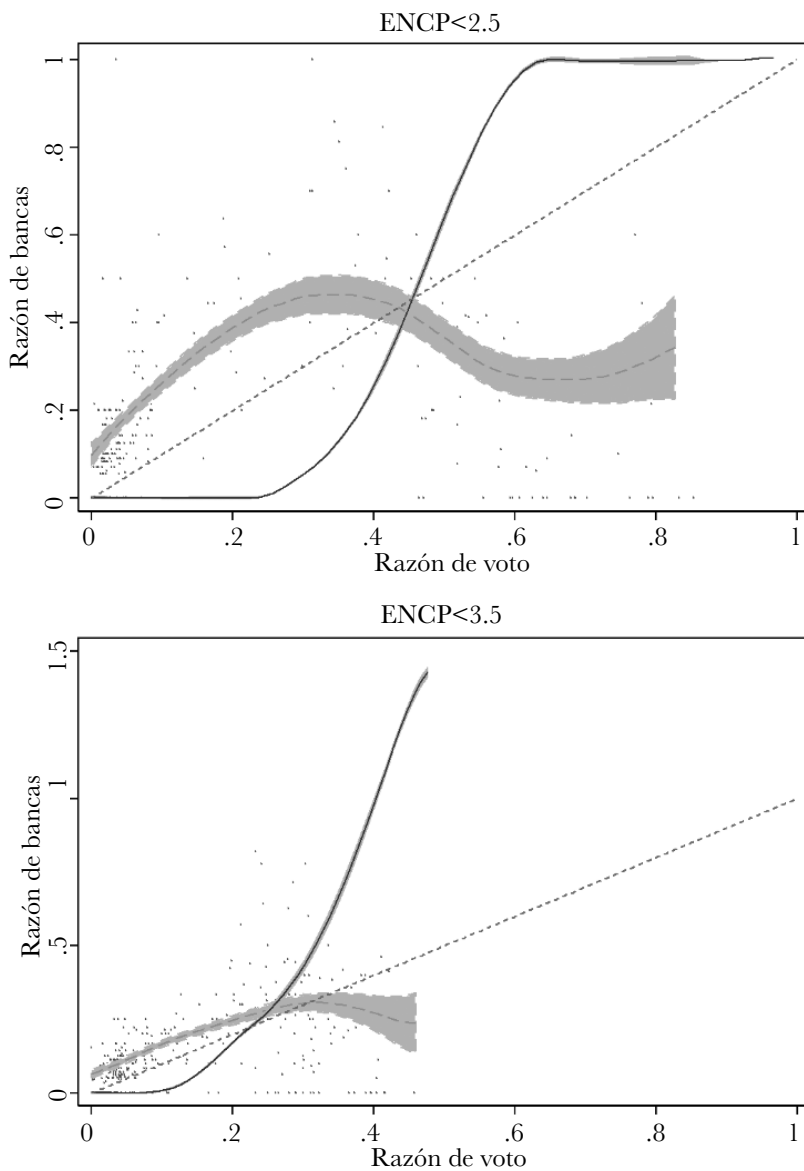 ENCP<2.5
Razón de bancas
1
.8
.6
.4
.2
0
0 .2 .4 .6 .8 1
Razón de voto
ENCP<3.5
Razón de bancas
1.5
1
.5
0
0 .2 .4 .6 .8 1
Razón de voto